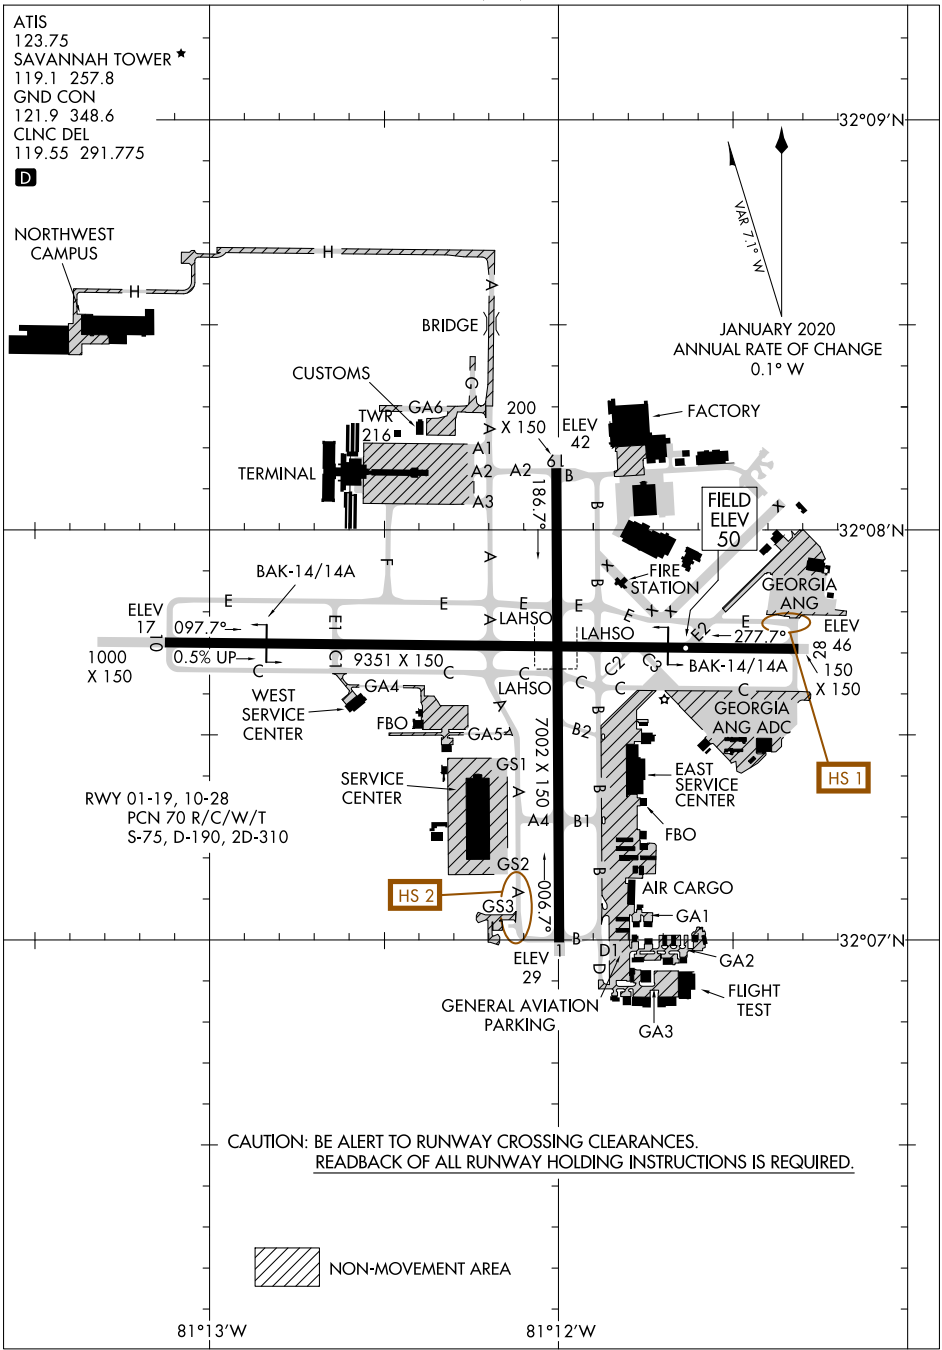 ATIS
123.75
SAVANNAH TOWER ★
119.1 257.8
GND CON
121.9 348.6
CLNC DEL
119.55 291.775
D
32°09'N
VAR 7.1° W
JANUARY 2020
ANNUAL RATE OF CHANGE
0.1° W
NORTHWEST
CAMPUS
H
H
A
BRIDGE
G
CUSTOMS
GA6
TWR
216
A
200
X 150
ELEV
42
FACTORY
TERMINAL
A1
A2
A3
A2
19
B
186.7°
B
X
FIELD
ELEV
50
32°08'N
A
F
BAK-14/14A
B
X
FIRE
STATION
X
X
X
GEORGIA
ANG
ELEV
17
10
097.7°
0.5% UP
E
E1
E
A
LAHSO
E
E
LAHSO
E2
E
277.7°
ELEV
46
28
1000
X 150
C
C1
9351 X 150
C
C
C2
C3
BAK-14/14A
150
X 150
WEST
SERVICE
CENTER
GA4
FBO
GA5
LAHSO
A
C
C
B
B2
GEORGIA
ANG ADC
HS 1
RWY 01-19, 10-28
PCN 70 R/C/W/T
S-75, D-190, 2D-310
SERVICE
CENTER
GS1
A
7002 X 150
A4
B
B1
EAST
SERVICE
CENTER
FBO
GS2
HS 2
GS3
A
006.7°
B
AIR CARGO
GA1
32°07'N
ELEV
29
1
B
D1
D
GA2
GENERAL AVIATION
PARKING
FLIGHT
TEST
GA3
CAUTION: BE ALERT TO RUNWAY CROSSING CLEARANCES.
READBACK OF ALL RUNWAY HOLDING INSTRUCTIONS IS REQUIRED.
NON-MOVEMENT AREA
81°13'W
81°12'W